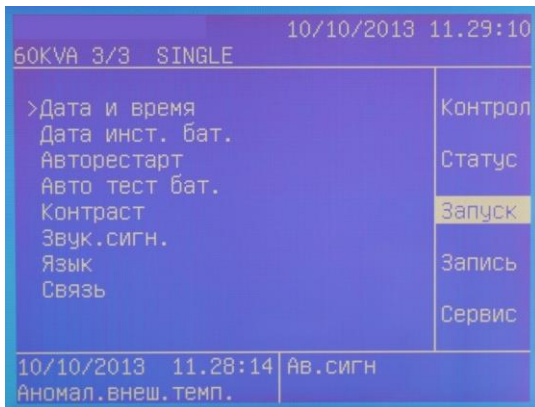 10/10/2013 11.29:10
60KVA 3/3 SINGLE
>Дата и время
Дата инст. бат.
Авторестарт
Авто тест бат.
Контраст
Звук.сигн.
Язык
Связь
Контрол
Статус
Запуск
Запись
Сервис
10/10/2013 11.28:14 Ав.сигн
Аномал.внеш.темп.